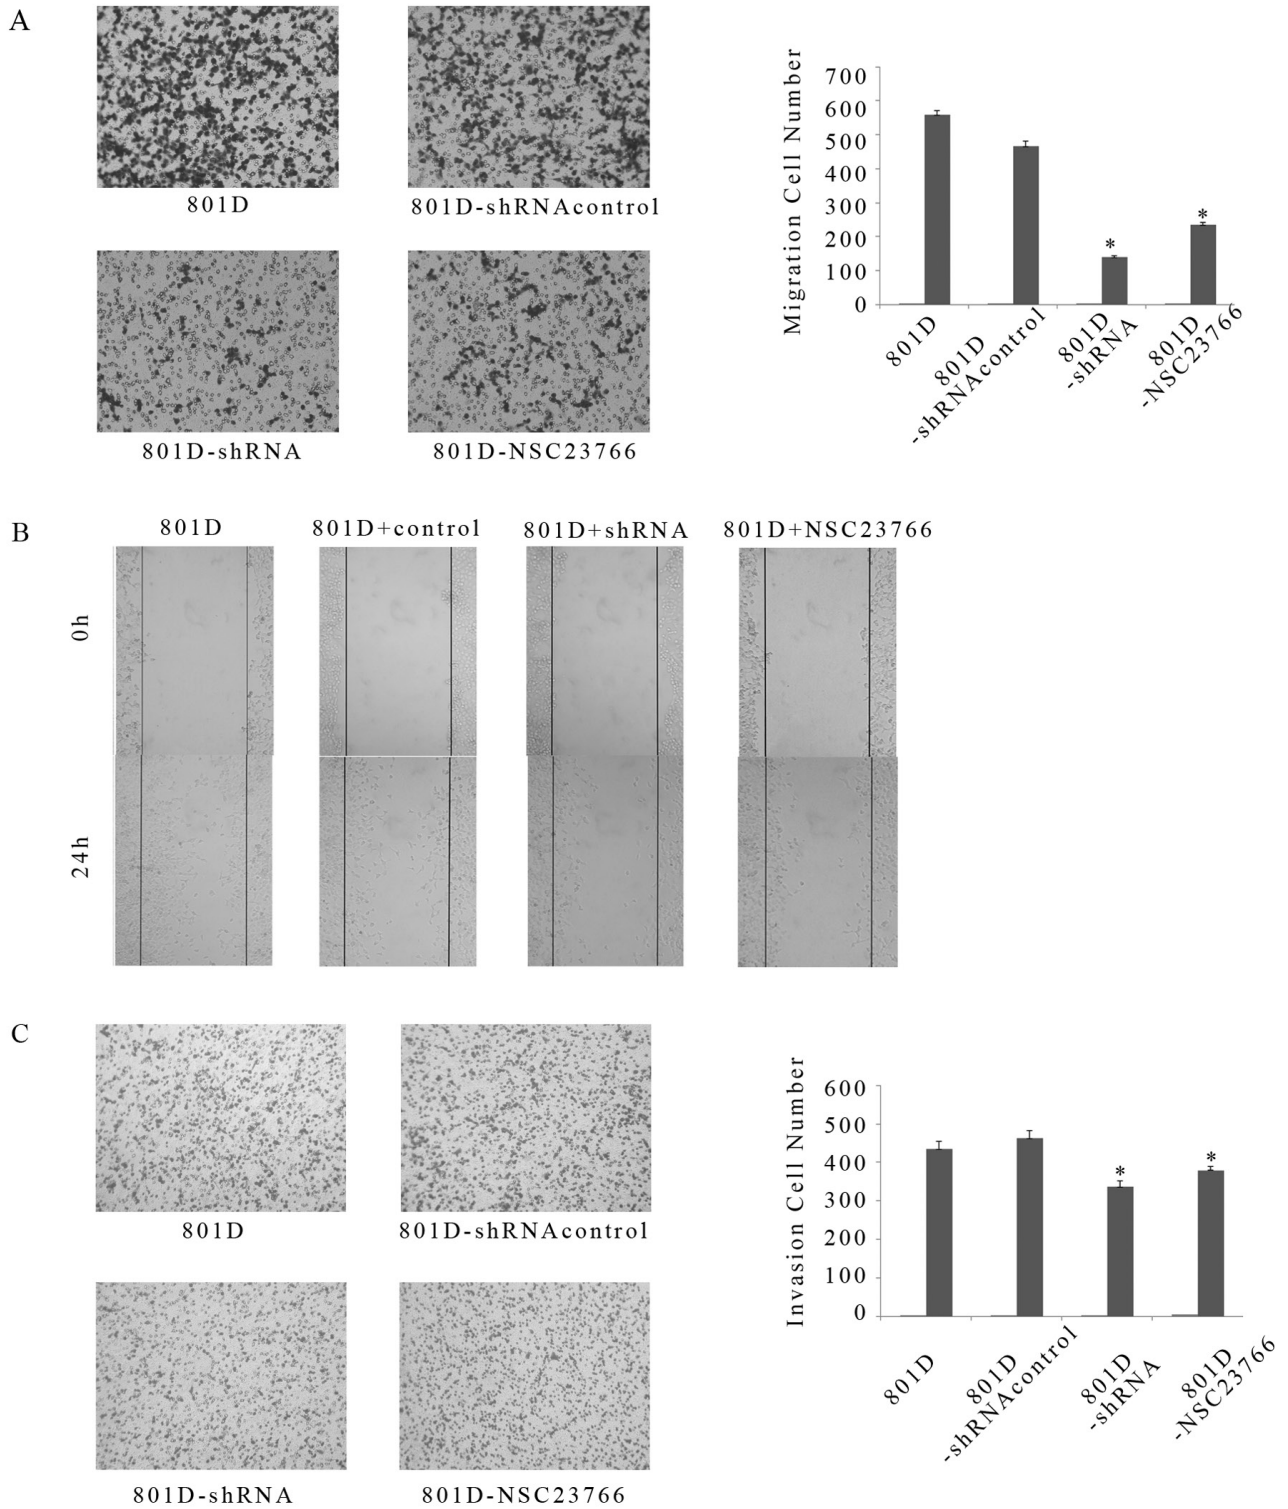 A
801D
801D-shRNAcontrol
801D-shRNA
801D-NSC23766
Migration Cell Number
700
600
500
400
300
200
100
0
801D
801D
-shRNAcontrol
801D
-shRNA
801D
-NSC23766
B
801D
801D+control
801D+shRNA
801D+NSC23766
0h
24h
C
801D
801D-shRNAcontrol
801D-shRNA
801D-NSC23766
Invasion Cell Number
600
500
400
300
200
100
0
*
*
*
*
801D
801D
-shRNAcontrol
801D
-shRNA
801D
-NSC23766